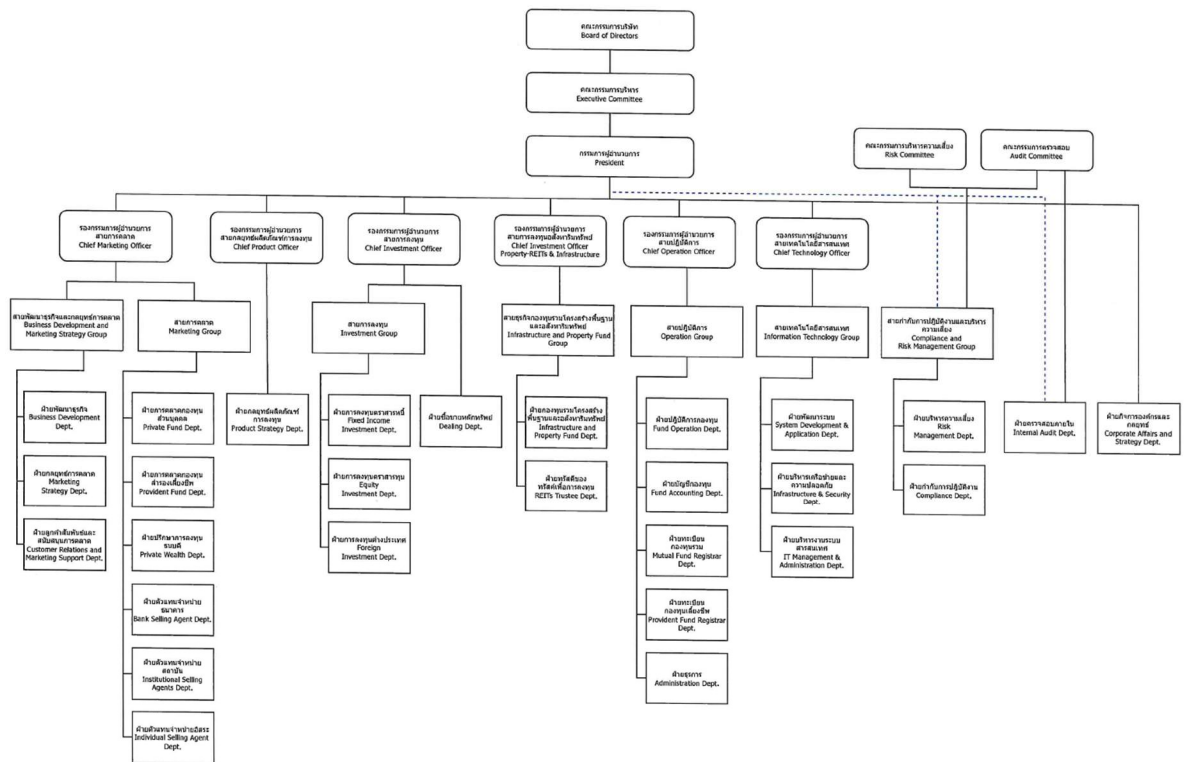 คณะกรรมการบริษัท
Board of Directors
คณะกรรมการบริหาร
Executive Committee
กรรมการผู้อำนวยการ
President
คณะกรรมการบริหารความเสี่ยง
Risk Committee
คณะกรรมการตรวจสอบ
Audit Committee
รองกรรมการผู้อำนวยการ
สายการตลาด
Chief Marketing Officer
รองกรรมการผู้อำนวยการ
สายกลยุทธ์ผลิตภัณฑ์การลงทุน
Chief Product Officer
รองกรรมการผู้อำนวยการ
สายการลงทุน
Chief Investment Officer
รองกรรมการผู้อำนวยการ
สายการลงทุนอสังหาริมทรัพย์
Chief Investment Officer
Property-REITs & Infrastructure
รองกรรมการผู้อำนวยการ
สายปฏิบัติการ
Chief Operation Officer
รองกรรมการผู้อำนวยการ
สายเทคโนโลยีสารสนเทศ
Chief Technology Officer
สายพัฒนาธุรกิจและกลยุทธ์การตลาด
Business Development and
Marketing Strategy Group
สายการตลาด
Marketing Group
สายการลงทุน
Investment Group
สายธุรกิจกองทุนรวมโครงสร้างพื้นฐาน
และอสังหาริมทรัพย์
Infrastructure and Property Fund
Group
สายปฏิบัติการ
Operation Group
สายเทคโนโลยีสารสนเทศ
Information Technology Group
สายกำกับการปฏิบัติงานและบริหาร
ความเสี่ยง
Compliance and
Risk Management Group
ฝ่ายพัฒนาธุรกิจ
Business Development
Dept.
ฝ่ายกลยุทธ์การตลาด
Marketing
Strategy Dept.
ฝ่ายลูกค้าสัมพันธ์และ
สนับสนุนการตลาด
Customer Relations and
Marketing Support Dept.
ฝ่ายการตลาดกองทุน
ส่วนบุคคล
Private Fund Dept.
ฝ่ายการตลาดกองทุน
สำรองเลี้ยงชีพ
Provident Fund Dept.
ฝ่ายปรึกษาการลงทุน
ธนบดี
Private Wealth Dept.
ฝ่ายตัวแทนจำหน่าย
ธนาคาร
Bank Selling Agent Dept.
ฝ่ายตัวแทนจำหน่าย
สถาบัน
Institutional Selling
Agents Dept.
ฝ่ายตัวแทนจำหน่ายอิสระ
Individual Selling Agent
Dept.
ฝ่ายกลยุทธ์ผลิตภัณฑ์
การลงทุน
Product Strategy Dept.
ฝ่ายการลงทุนตราสารหนี้
Fixed Income
Investment Dept.
ฝ่ายการลงทุนตราสารทุน
Equity
Investment Dept.
ฝ่ายการลงทุนต่างประเทศ
Foreign
Investment Dept.
ฝ่ายซื้อขายหลักทรัพย์
Dealing Dept.
ฝ่ายกองทุนรวมโครงสร้าง
พื้นฐานและอสังหาริมทรัพย์
Infrastructure and
Property Fund Dept.
ฝ่ายทรัสตีของ
ทรัสต์เพื่อการลงทุน
REITs Trustee Dept.
ฝ่ายปฏิบัติการกองทุน
Fund Operation Dept.
ฝ่ายบัญชีกองทุน
Fund Accounting Dept.
ฝ่ายทะเบียน
กองทุนรวม
Mutual Fund Registrar
Dept.
ฝ่ายทะเบียน
กองทุนเลี้ยงชีพ
Provident Fund Registrar
Dept.
ฝ่ายธุรการ
Administration Dept.
ฝ่ายพัฒนาระบบ
System Development &
Application Dept.
ฝ่ายบริหารเครือข่ายและ
ความปลอดภัย
Infrastructure & Security
Dept.
ฝ่ายบริหารงานระบบ
สารสนเทศ
IT Management &
Administration Dept.
ฝ่ายบริหารความเสี่ยง
Risk
Management Dept.
ฝ่ายกำกับการปฏิบัติงาน
Compliance Dept.
ฝ่ายตรวจสอบภายใน
Internal Audit Dept.
ฝ่ายกิจการองค์กรและ
กลยุทธ์
Corporate Affairs and
Strategy Dept.